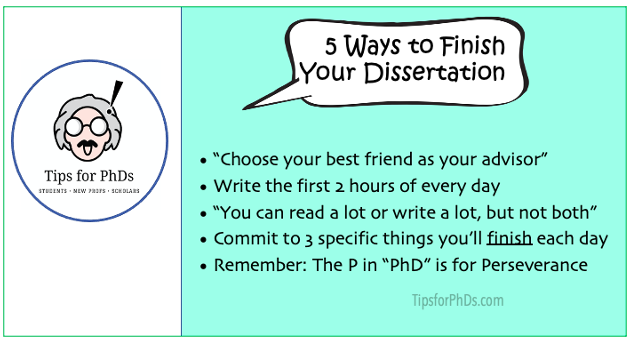 5 Ways to Finish
Your Dissertation
Tips for PhDs
STUDENTS • NEW PROFS • SCHOLARS
• “Choose your best friend as your advisor”
• Write the first 2 hours of every day
• “You can read a lot or write a lot, but not both”
• Commit to 3 specific things you’ll finish each day
• Remember: The P in “PhD” is for Perseverance
TipsforPhDs.com